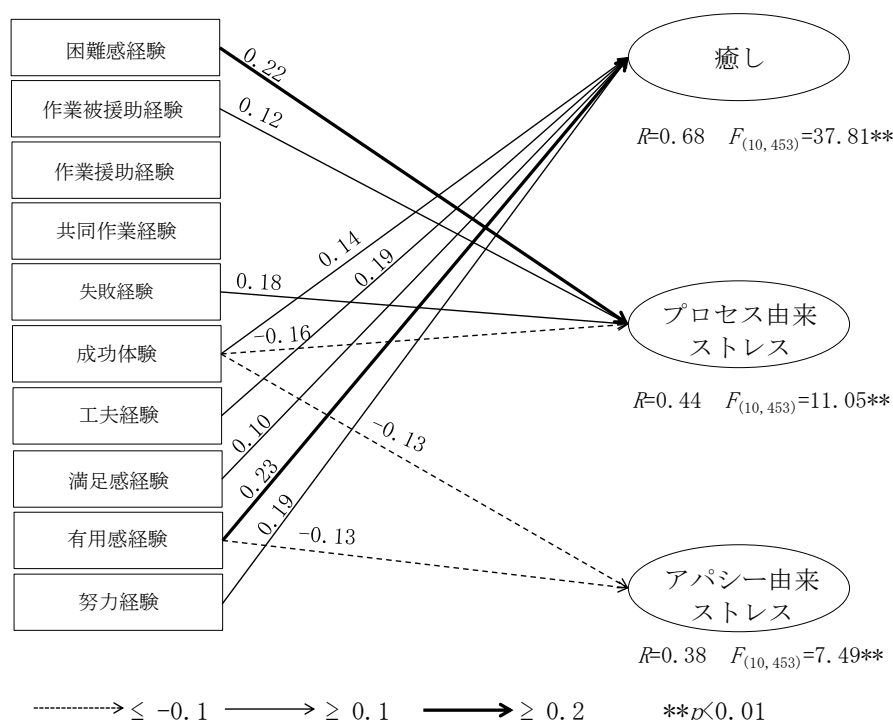 困難感経験
作業被援助経験
作業援助経験
共同作業経験
失敗経験
成功体験
工夫経験
満足感経験
有用感経験
努力経験
0.22
0.12
0.18
0.14
0.19
-0.16
-0.13
0.10
0.23
0.19
-0.13
癒し
R=0.68 F(10,453)=37.81**
プロセス由来
ストレス
R=0.44 F(10,453)=11.05**
アパシー由来
ストレス
R=0.38 F(10,453)=7.49**
≤ -0.1 ≥ 0.1 ≥ 0.2 **p<0.01